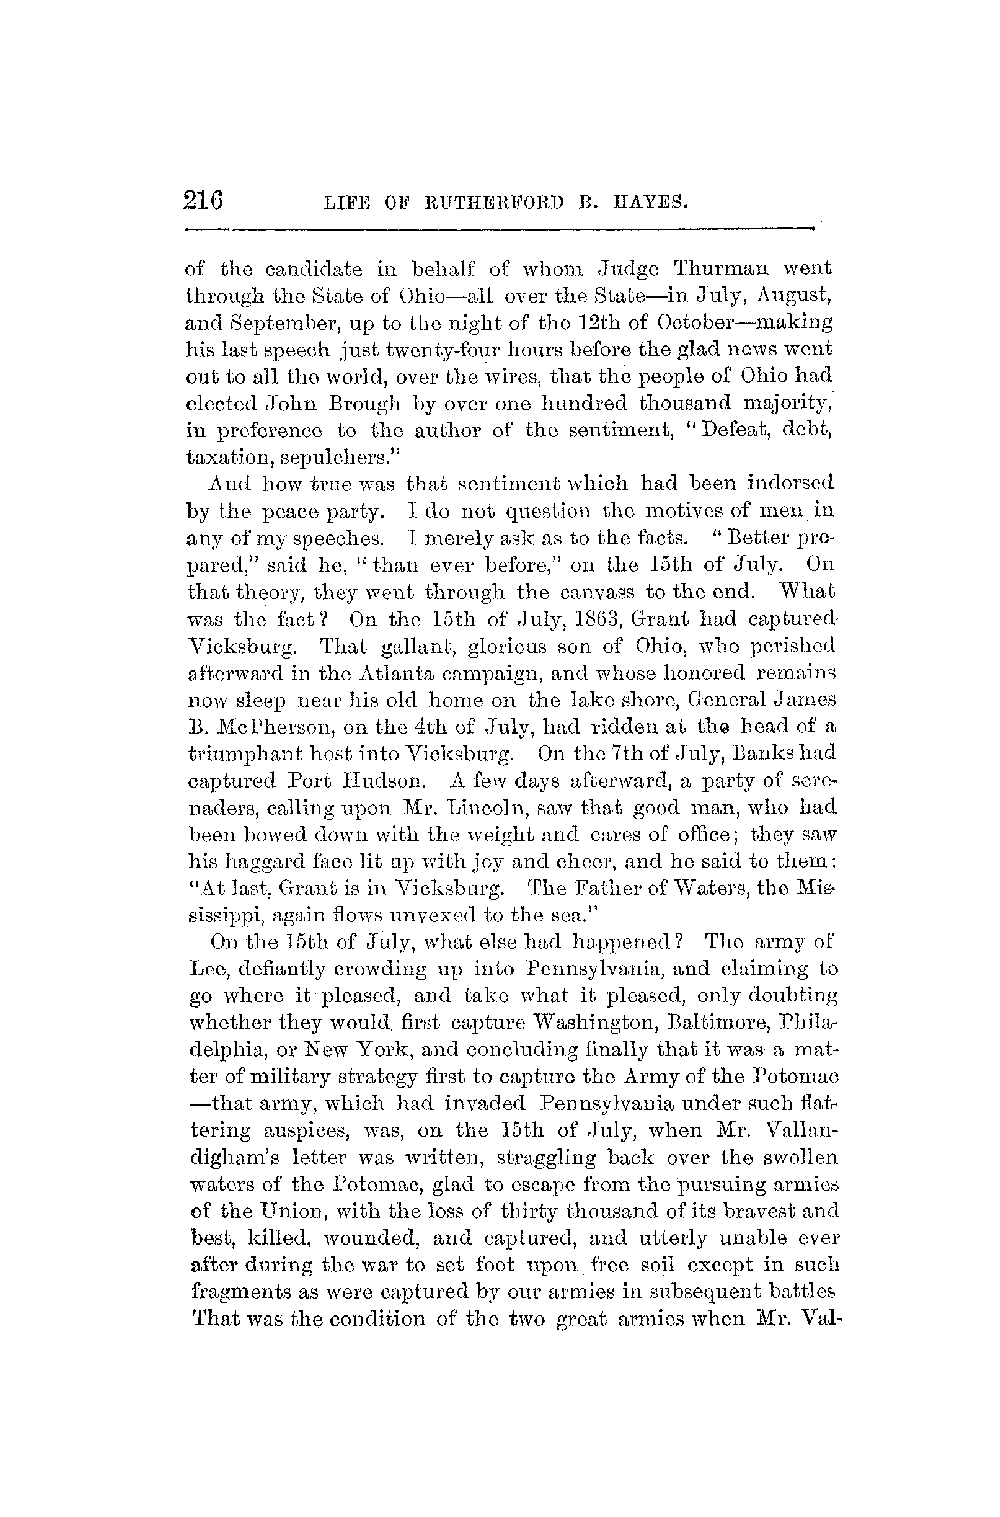 216 LIFE OF RUTHERFORD B. HAYES.
of the candidate in behalf of whom Judge Thurman went
through the State of Ohio—all over the State—in July, August,
and September, up to the night of the 12th of October—making
his last speech just twenty-four hours before the glad news went
out to all the world, over the wires, that the people of Ohio had
elected John Brough by over one hundred thousand majority,
in preference to the author of the sentiment, "Defeat, debt,
taxation, sepulchers."
And how true was that sentiment which had been indorsed
by the peace party. I do not question the motives of men in
any of my speeches. I merely ask as to the facts. "Better pre-
pared," said he, "than ever before," on the 15th of July. On
that theory, they went through the canvass to the end. What
was the fact? On the 15th of July, 1863, Grant had captured
Vicksburg. That gallant, glorious son of Ohio, who perished
afterward in the Atlanta campaign, and whose honored remains
now sleep near his old home on the lake shore, General James
B. McPherson, on the 4th of July, had ridden at the head of a
triumphant host into Vicksburg. On the 7th of July, Banks had
captured Port Hudson. A few days afterward, a party of sere-
naders, calling upon Mr. Lincoln, saw that good man, who had
been bowed down with the weight and cares of office; they saw
his haggard face lit up with joy and cheer, and he said to them:
"At last, Grant is in Vicksburg. The Father of Waters, the Mis-
sissippi, again flows unvexed to the sea."
On the 15th of July, what else had happened? The army of
Lee, defiantly crowding up into Pennsylvania, and claiming to
go where it pleased, and take what it pleased, only doubting
whether they would first capture Washington, Baltimore, Phila-
delphia, or New York, and concluding finally that it was a mat-
ter of military strategy first to capture the Army of the Potomac
—that army, which had invaded Pennsylvania under such flat-
tering auspices, was, on the 15th of July, when Mr. Vallan-
digham's letter was written, straggling back over the swollen
waters of the Potomac, glad to escape from the pursuing armies
of the Union, with the loss of thirty thousand of its bravest and
best, killed, wounded, and captured, and utterly unable ever
after during the war to set foot upon free soil except in such
fragments as were captured by our armies in subsequent battles
That was the condition of the two great armies when Mr. Val-